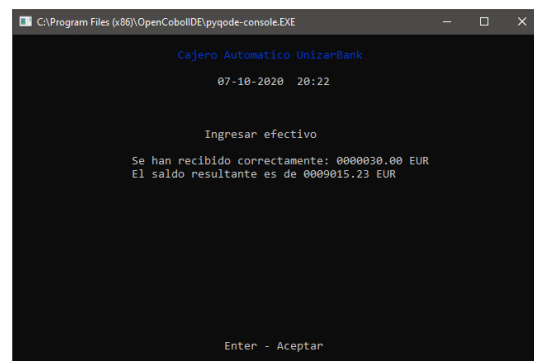 C:\Program Files (x86)\OpenCobolIDE\pyqode-console.EXE
Cajero Automatico UnizarBank
07-10-2020 20:22
Ingresar efectivo
Se han recibido correctamente: 0000030.00 EUR
El saldo resultante es de 0009015.23 EUR
Enter - Aceptar